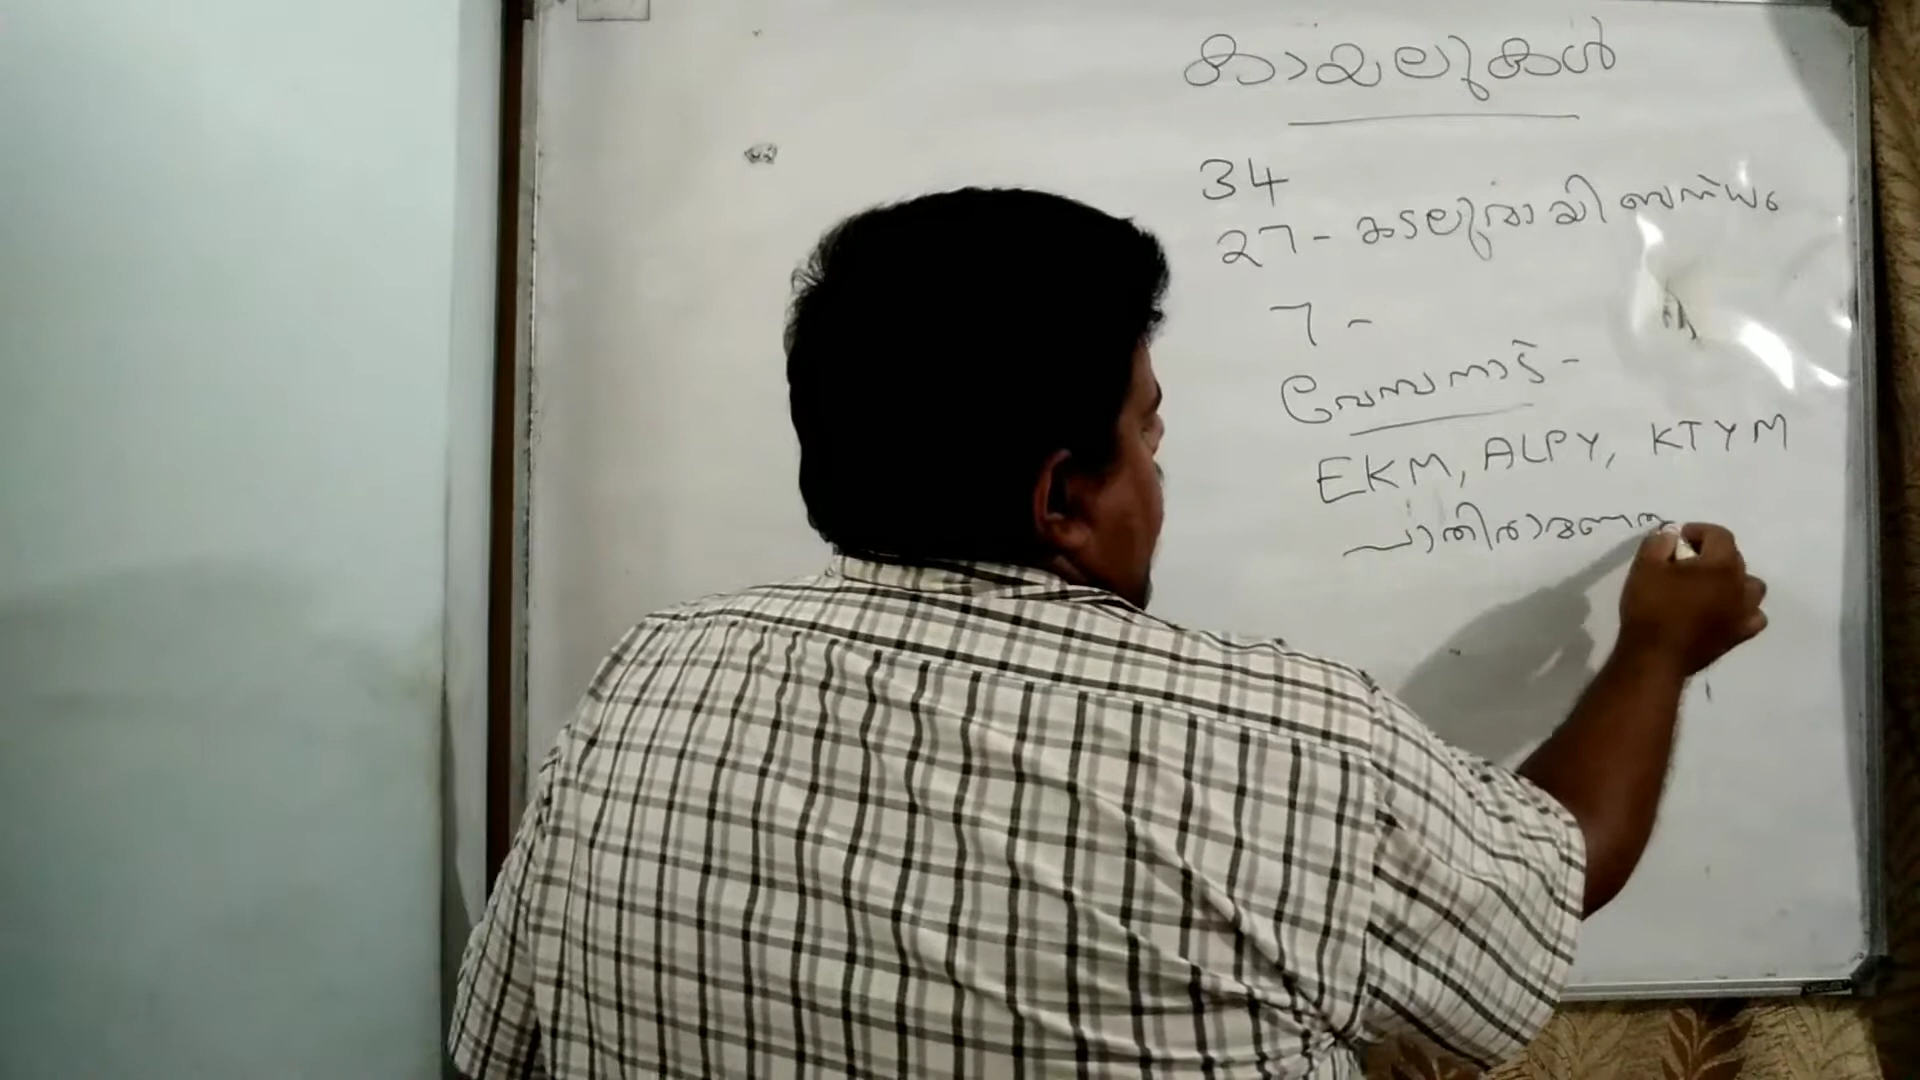 കായലുകൾ
34
27 - കടലുമായി ബന്ധം
7 -
വേമ്പനാട് -
EKM, ALPY, KTYM
പാതിരാമണൽ